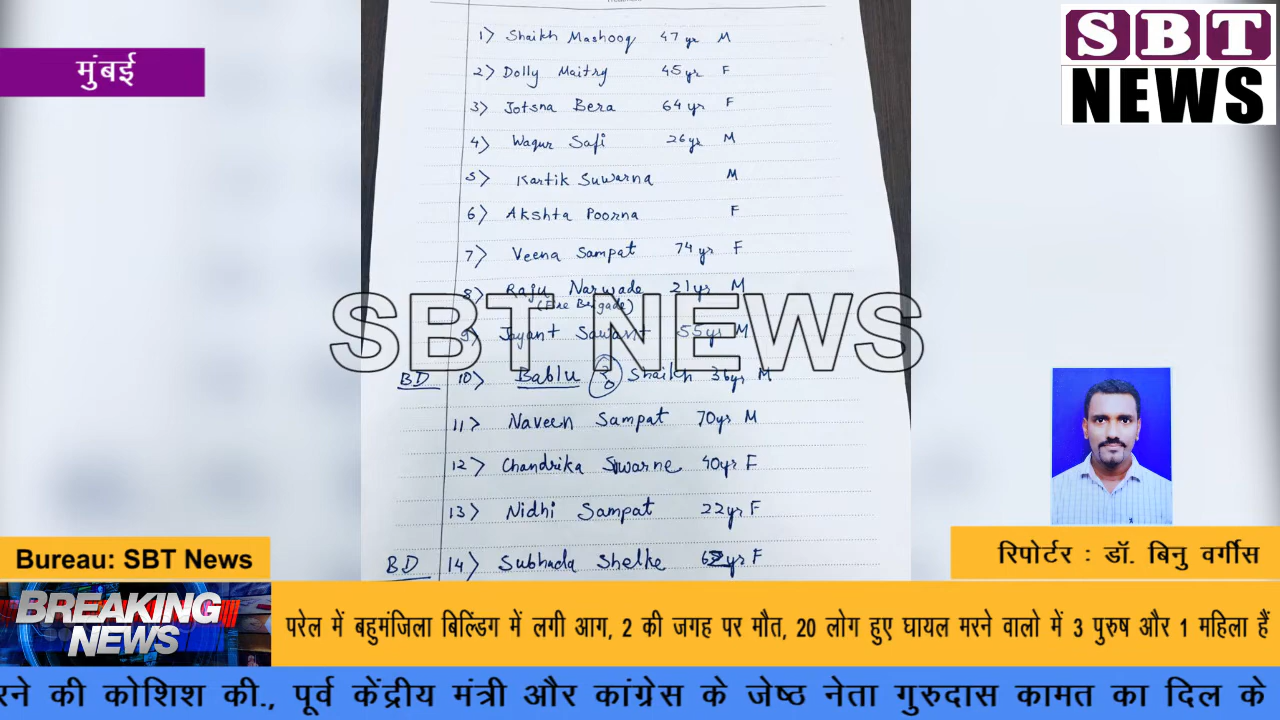 SBT
NEWS
मुंबई
1) Shaikh Mashooq 47 yr M
2) Dolly Maitry 45 yr F
3) Jotsna Bera 64 yr F
4) Waqur Safi 26 yr M
5) Kartik Suwarna M
6) Akshta Poorna F
7) Veena Sampat 74 yr F
8) Raju Narwade 21 yrs M
(Fire Brigade)
9) Jayant Sawant 55 yrs M
SBT NEWS
BD 10) Bablu Shaikh 36 yrs M
11) Naveen Sampat 70 yrs M
12) Chandrika Suwarne 40 yr F
13) Nidhi Sampat 22 yr F
BD 14) Subhada Shelke yrs F
Bureau: SBT News
रिपोर्टर : डॉ. बिनु वर्गीस
BREAKING
NEWS
परेल में बहुमंजिला बिल्डिंग में लगी आग, 2 की जगह पर मौत, 20 लोग हुए घायल मरने वालो में 3 पुरुष और 1 महिला हैं
रने की कोशिश की., पूर्व केंद्रीय मंत्री और कांग्रेस के जेष्ठ नेता गुरुदास कामत का दिल के